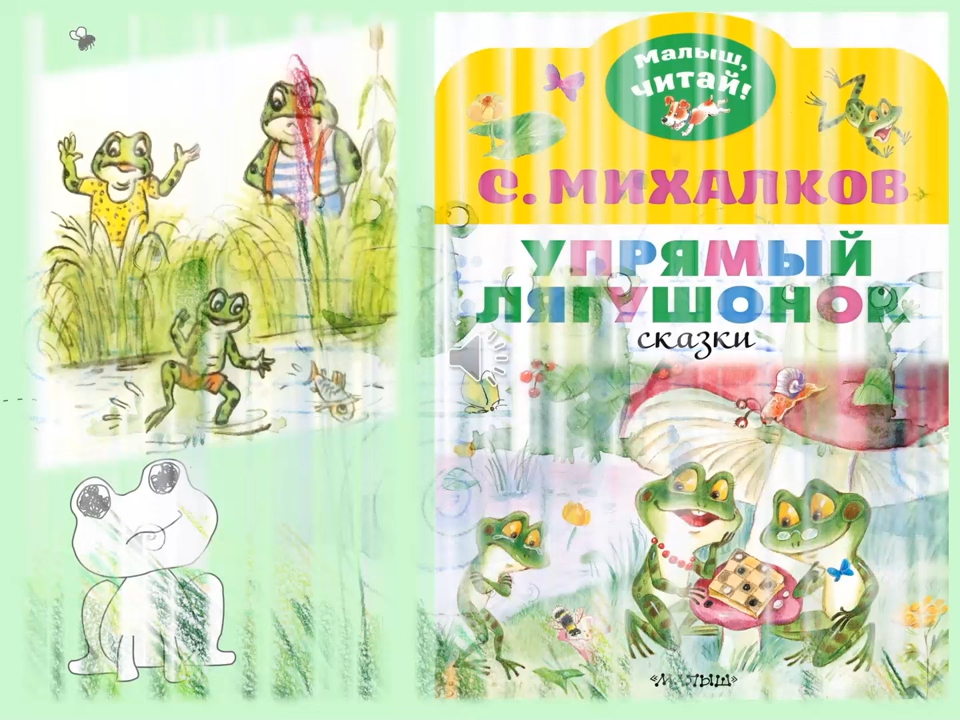 Малыш,
читай!
С. МИХАЛКОВ
УПРЯМЫЙ
ЛЯГУШОНОК
сказки
«МАЛЫШ»